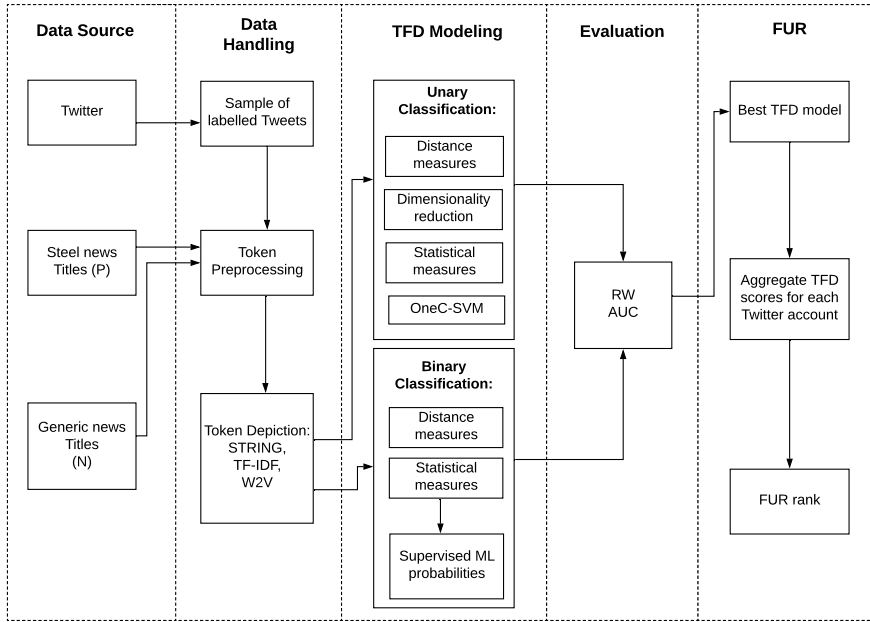 Data Source
Twitter
Steel news
Titles (P)
Generic news
Titles
(N)
Data
Handling
Sample of
labelled Tweets
Token
Preprocessing
Token Depiction:
STRING,
TF-IDF,
W2V
TFD Modeling
Unary
Classification:
Distance
measures
Dimensionality
reduction
Statistical
measures
OneC-SVM
Binary
Classification:
Distance
measures
Statistical
measures
Supervised ML
probabilities
Evaluation
RW
AUC
FUR
Best TFD model
Aggregate TFD
scores for each
Twitter account
FUR rank